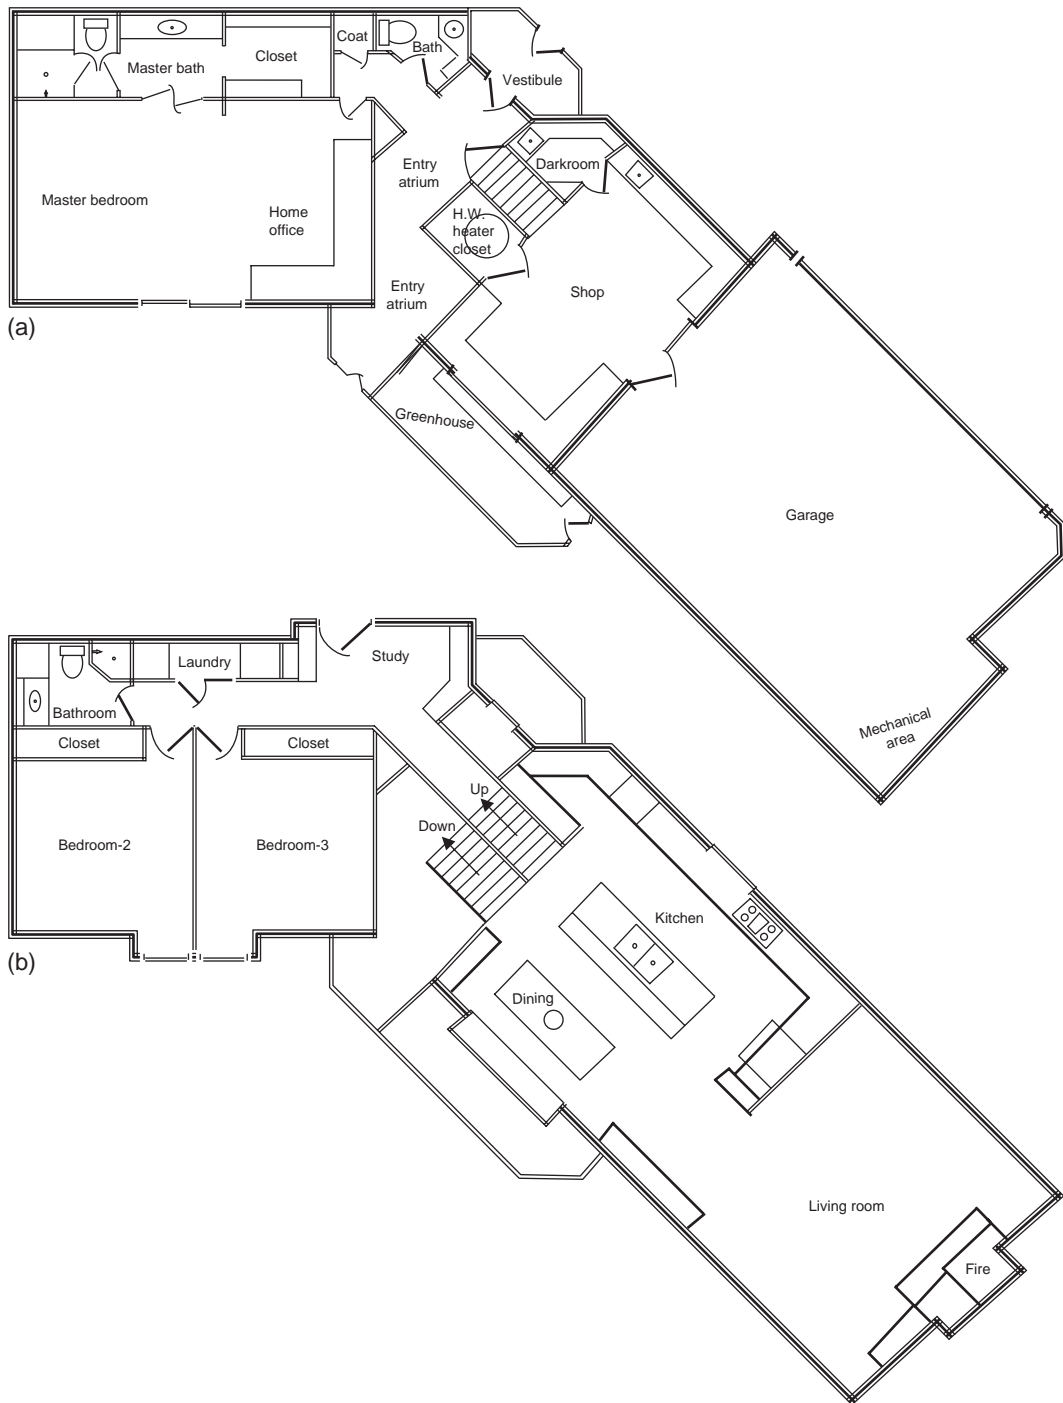 Coat
Bath
Closet
Master bath
Vestibule
Entry
atrium
Darkroom
Master bedroom
Home
office
H.W.
heater
closet
Entry
atrium
Shop
(a)
Greenhouse
Garage
Mechanical
area
Laundry
Study
Bathroom
Closet
Closet
Up
Down
Bedroom-2
Bedroom-3
Kitchen
(b)
Dining
Living room
Fire